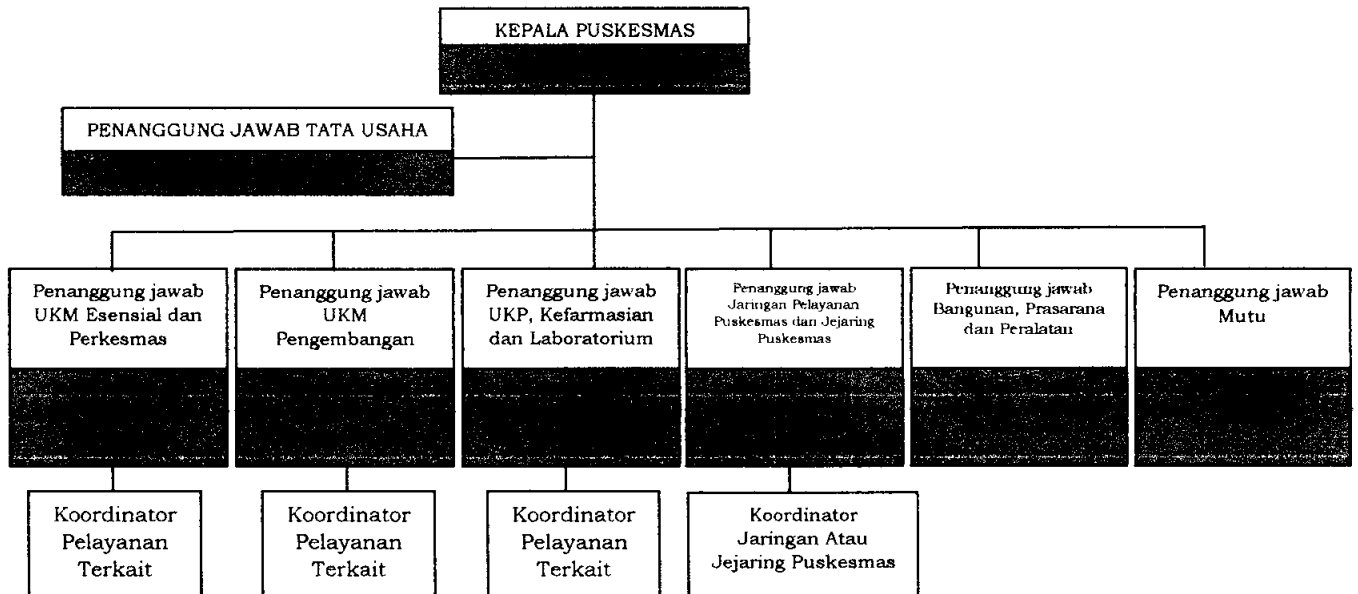 KEPALA PUSKESMAS
PENANGGUNG JAWAB TATA USAHA
Penanggung jawab
UKM Esensial dan
Perkesmas
Penanggung jawab
UKM
Pengembangan
Penanggung jawab
UKP, Kefarmasian
dan Laboratorium
Penanggung jawab
Jaringan Pelayanan
Puskesmas dan Jejaring
Puskesmas
Penanggung jawab
Bangunan, Prasarana
dan Peralatan
Penanggung jawab
Mutu
Koordinator
Pelayanan
Terkait
Koordinator
Pelayanan
Terkait
Koordinator
Pelayanan
Terkait
Koordinator
Jaringan Atau
Jejaring Puskesmas